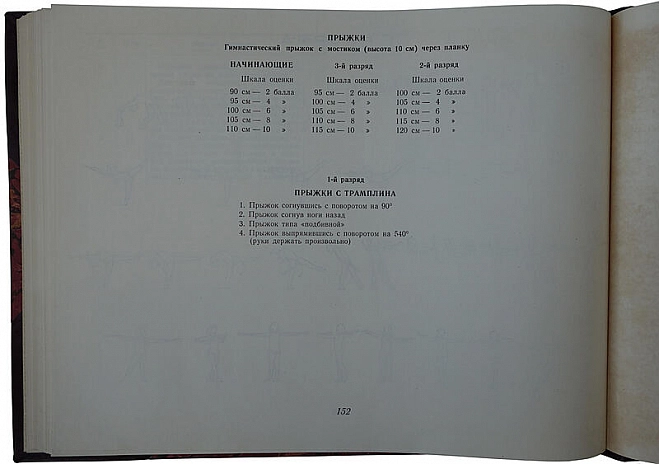 ПРЫЖКИ
Гимнастический прыжок с мостиком (высота 10 см) через планку
НАЧИНАЮЩИЕ 3-й разряд 2-й разряд
Шкала оценки Шкала оценки Шкала оценки
90 см — 2 балла 95 см — 2 балла 100 см — 2 балла
95 см — 4 » 100 см — 4 » 105 см — 4 »
100 см — 6 » 105 см — 6 » 110 см — 6 »
105 см — 8 » 110 см — 8 » 115 см — 8 »
110 см — 10 » 115 см — 10 » 120 см — 10 »
1-й разряд
ПРЫЖКИ С ТРАМПЛИНА
1. Прыжок согнувшись с поворотом на 90°
2. Прыжок согнув ноги назад
3. Прыжок типа «подбивной»
4. Прыжок выпрямившись с поворотом на 540°
(руки держать произвольно)
152